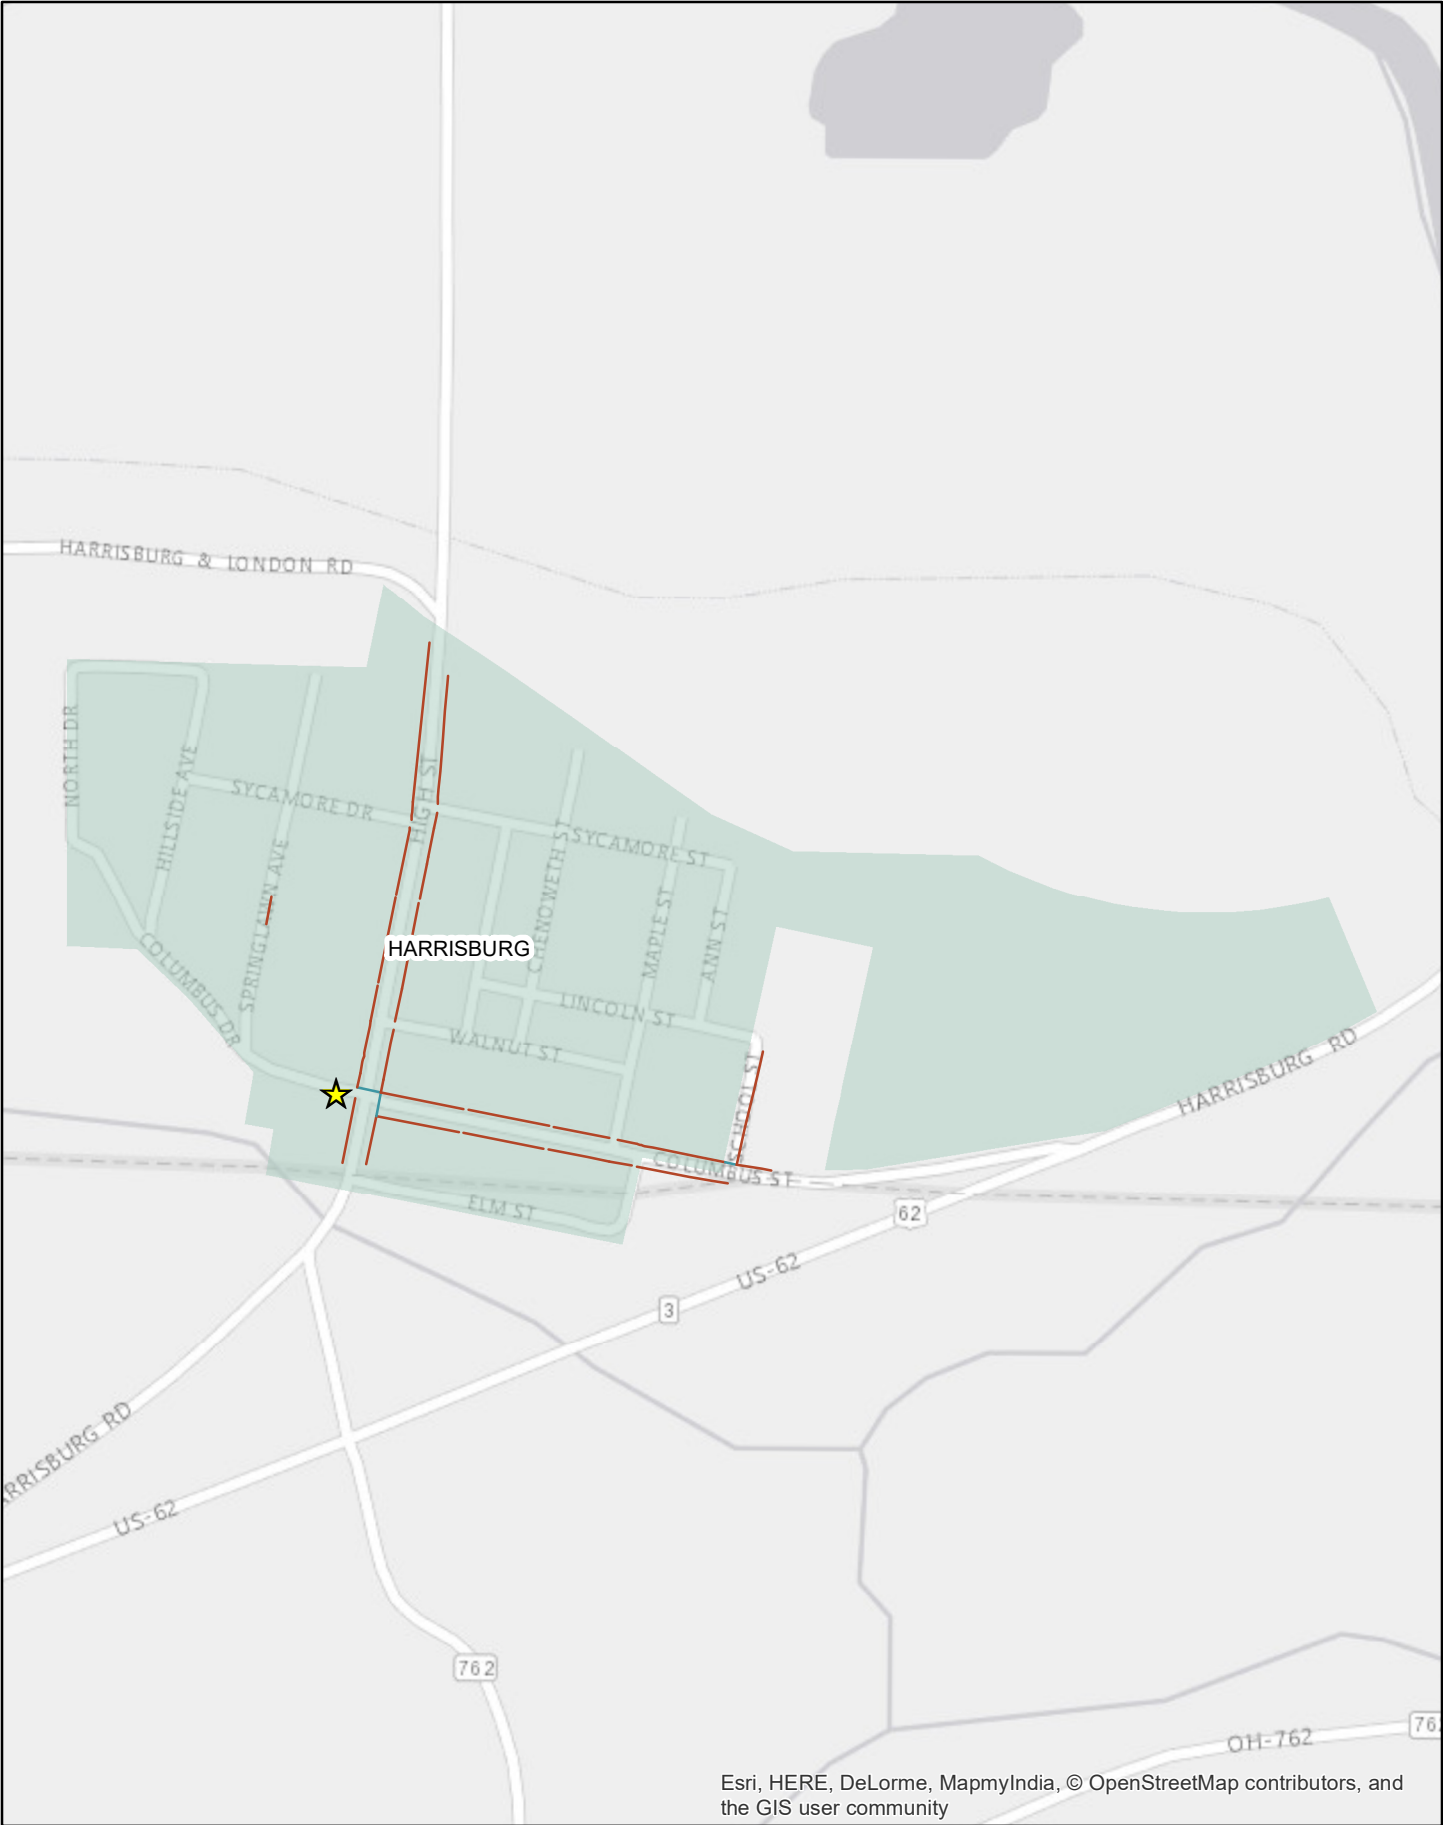 HARRISBURG & LONDON RD
NORTH DR
HILLSIDE AVE
SYCAMORE DR
HIGH ST
SPRINGLAWN AVE
CHENOWETH ST
SYCAMORE ST
MAPLE ST
ANN ST
HARRISBURG
COLUMBUS DR
LINCOLN ST
WALNUT ST
SCHOOL ST
HARRISBURG RD
COLUMBUS ST
ELM ST
62
US-62
3
ARRISBURG RD
US-62
762
OH-762
76
Esri, HERE, DeLorme, MapmyIndia, © OpenStreetMap contributors, and
the GIS user community